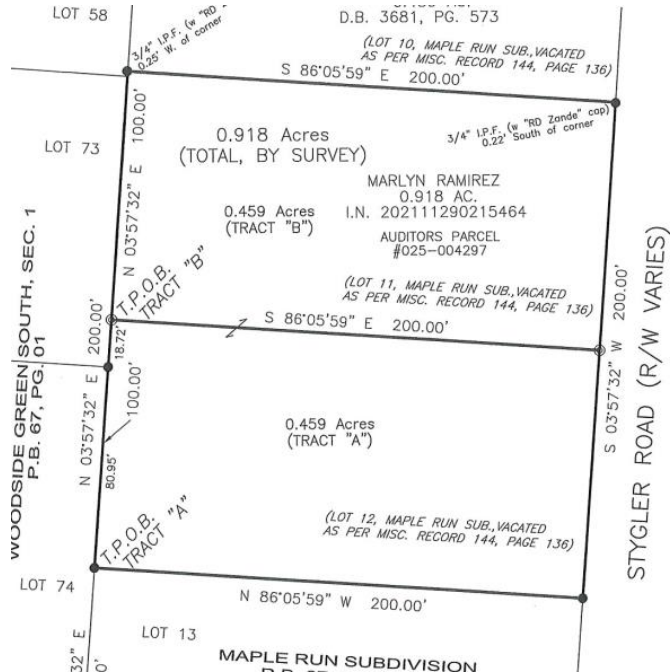 LOT 58
D.B. 3681, PG. 573
3/4" I.P.F. (w "RD
0.25' W. of corner
(LOT 10, MAPLE RUN SUB.,VACATED
AS PER MISC. RECORD 144, PAGE 136)
S 86°05'59" E 200.00'
3/4" I.P.F. (w "RD Zande" cap)
0.22' South of corner
LOT 73
N 03°57'32" E 100.00'
0.918 Acres
(TOTAL, BY SURVEY)
MARLYN RAMIREZ
0.918 AC.
I.N. 202111290215464
AUDITORS PARCEL
#025-004297
0.459 Acres
(TRACT "B")
(LOT 11, MAPLE RUN SUB.,VACATED
AS PER MISC. RECORD 144, PAGE 136)
T.P.O.B.
TRACT "B"
S 86°05'59" E 200.00'
WOODSIDE GREEN SOUTH, SEC. 1
P.B. 67, PG. 01
N 03°57'32" E 200.00'
18.72'
100.00'
80.95'
S 03°57'32" W 200.00'
STYGLER ROAD (R/W VARIES)
0.459 Acres
(TRACT "A")
(LOT 12, MAPLE RUN SUB.,VACATED
AS PER MISC. RECORD 144, PAGE 136)
T.P.O.B.
TRACT "A"
LOT 74
N 86°05'59" W 200.00'
LOT 13
32" E
0'
MAPLE RUN SUBDIVISION